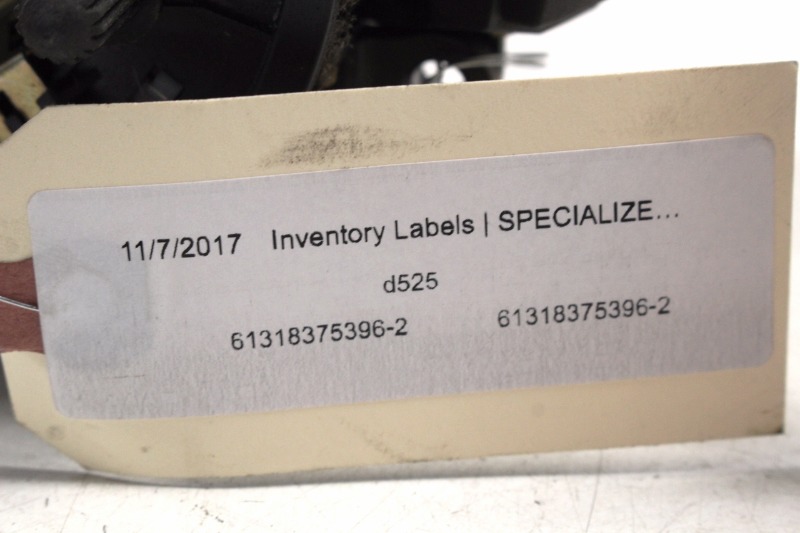 11/7/2017 Inventory Labels | SPECIALIZE...
d525
61318375396-2 61318375396-2